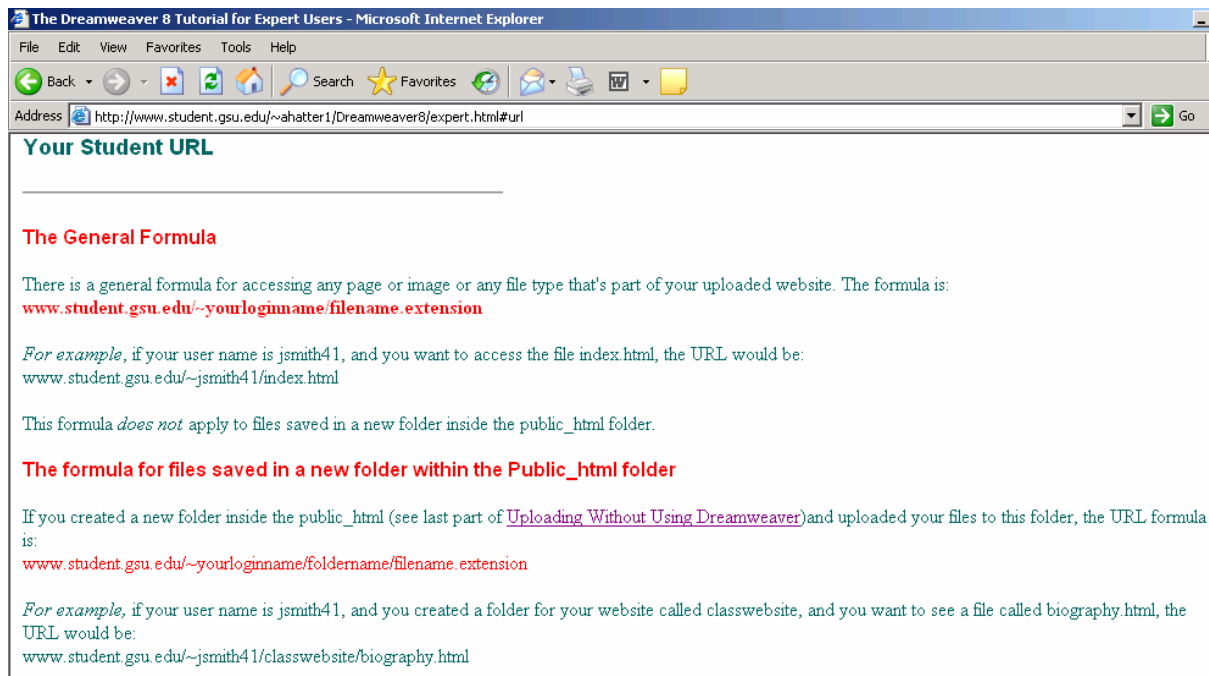 The Dreamweaver 8 Tutorial for Expert Users - Microsoft Internet Explorer
File Edit View Favorites Tools Help
Back Search Favorites
Address http://www.student.gsu.edu/~ahatter1/Dreamweaver8/expert.html#url Go
Your Student URL
The General Formula
There is a general formula for accessing any page or image or any file type that's part of your uploaded website. The formula is:
www.student.gsu.edu/~yourloginname/filename.extension
For example, if your user name is jsmith41, and you want to access the file index.html, the URL would be:
www.student.gsu.edu/~jsmith41/index.html
This formula does not apply to files saved in a new folder inside the public_html folder.
The formula for files saved in a new folder within the Public_html folder
If you created a new folder inside the public_html (see last part of Uploading Without Using Dreamweaver)and uploaded your files to this folder, the URL formula
is:
www.student.gsu.edu/~yourloginname/foldername/filename.extension
For example, if your user name is jsmith41, and you created a folder for your website called classwebsite, and you want to see a file called biography.html, the
URL would be:
www.student.gsu.edu/~jsmith41/classwebsite/biography.html